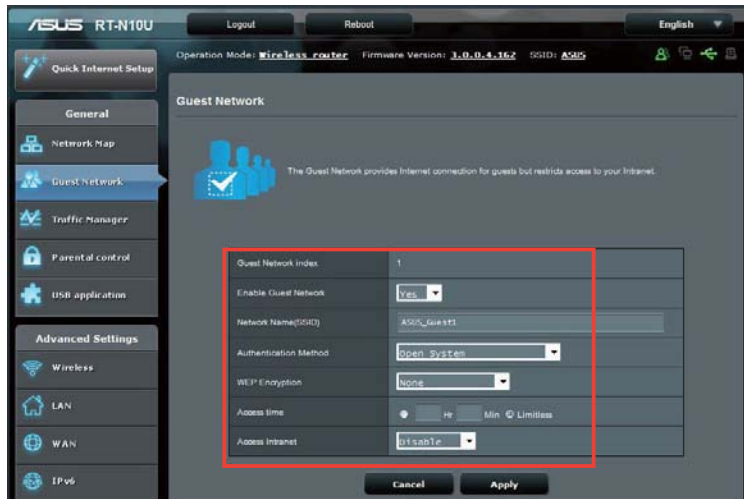 ASUS RT-N10U Logout Reboot English
Quick Internet Setup
Operation Mode: Wireless router Firmware Version: 3.0.0.4.162 SSID: ASUS
General
Network Map
Guest Network
Traffic Manager
Parental control
USB application
Advanced Settings
Wireless
LAN
WAN
IPv6
Guest Network
The Guest Network provides Internet connection for guests but restricts access to your Intranet.
Guest Network index 1
Enable Guest Network Yes
Network Name(SSID) ASUS_Guest1
Authentication Method Open System
WEP Encryption None
Access time Hr Min Limitless
Access Intranet Disable
Cancel Apply